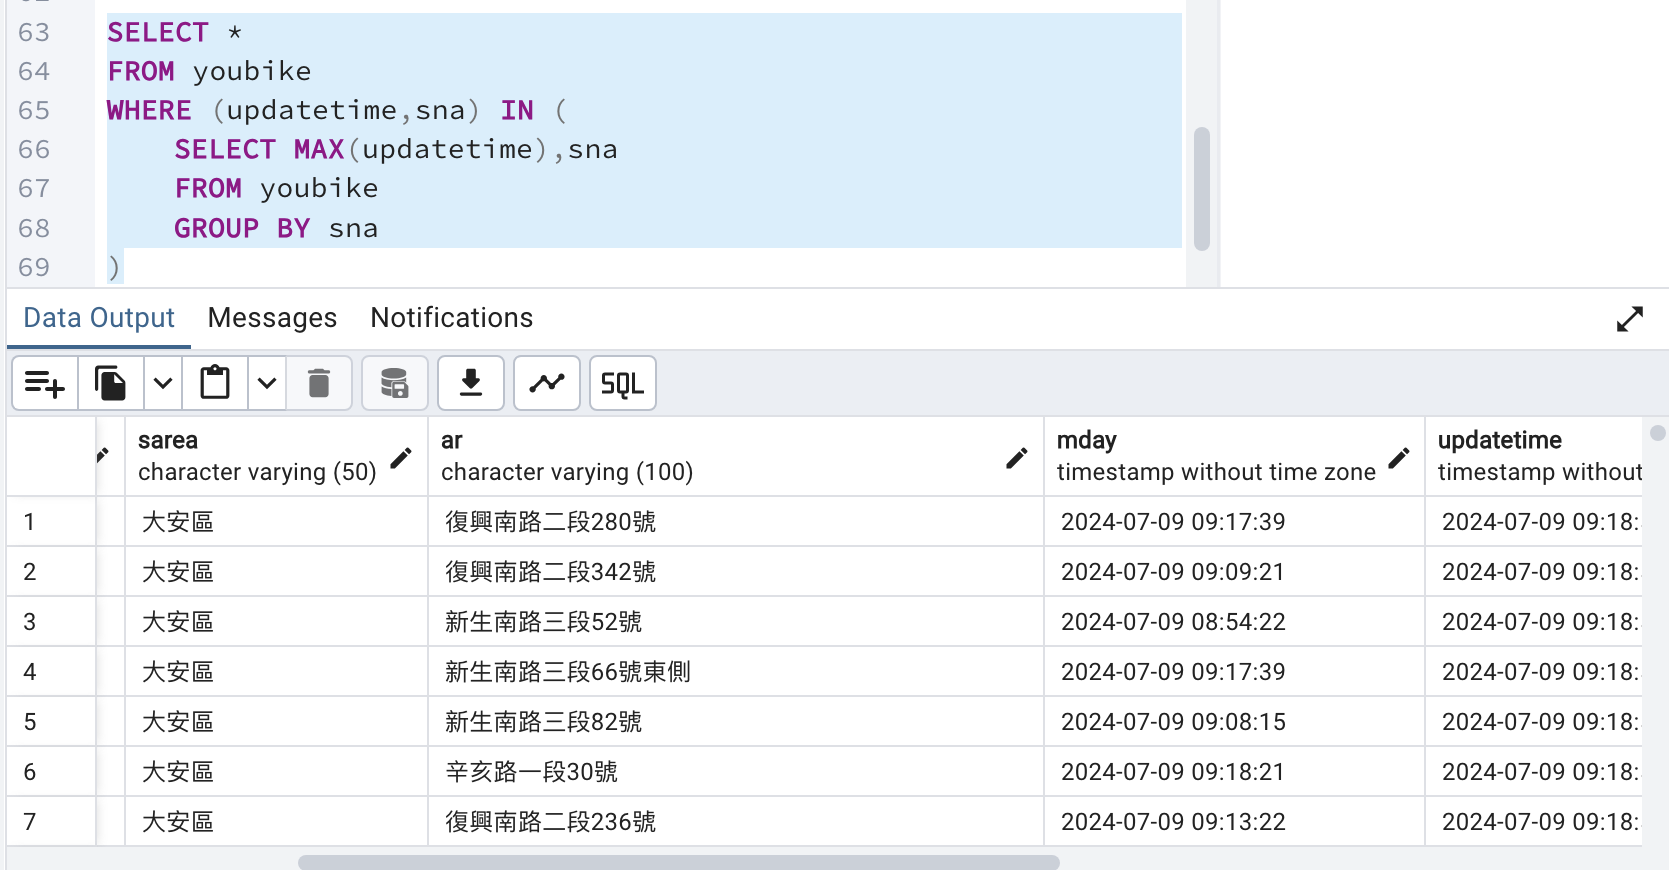 63 SELECT *
64 FROM youbike
65 WHERE (updatetime,sna) IN (
66 SELECT MAX(updatetime),sna
67 FROM youbike
68 GROUP BY sna
69 )
Data Output Messages Notifications
SQL
sarea ar mday updatetime
character varying (50) character varying (100) timestamp without time zone timestamp without
1 大安區 復興南路二段280號 2024-07-09 09:17:39 2024-07-09 09:18:
2 大安區 復興南路二段342號 2024-07-09 09:09:21 2024-07-09 09:18:
3 大安區 新生南路三段52號 2024-07-09 08:54:22 2024-07-09 09:18:
4 大安區 新生南路三段66號東側 2024-07-09 09:17:39 2024-07-09 09:18:
5 大安區 新生南路三段82號 2024-07-09 09:08:15 2024-07-09 09:18:
6 大安區 辛亥路一段30號 2024-07-09 09:18:21 2024-07-09 09:18:
7 大安區 復興南路二段236號 2024-07-09 09:13:22 2024-07-09 09:18: